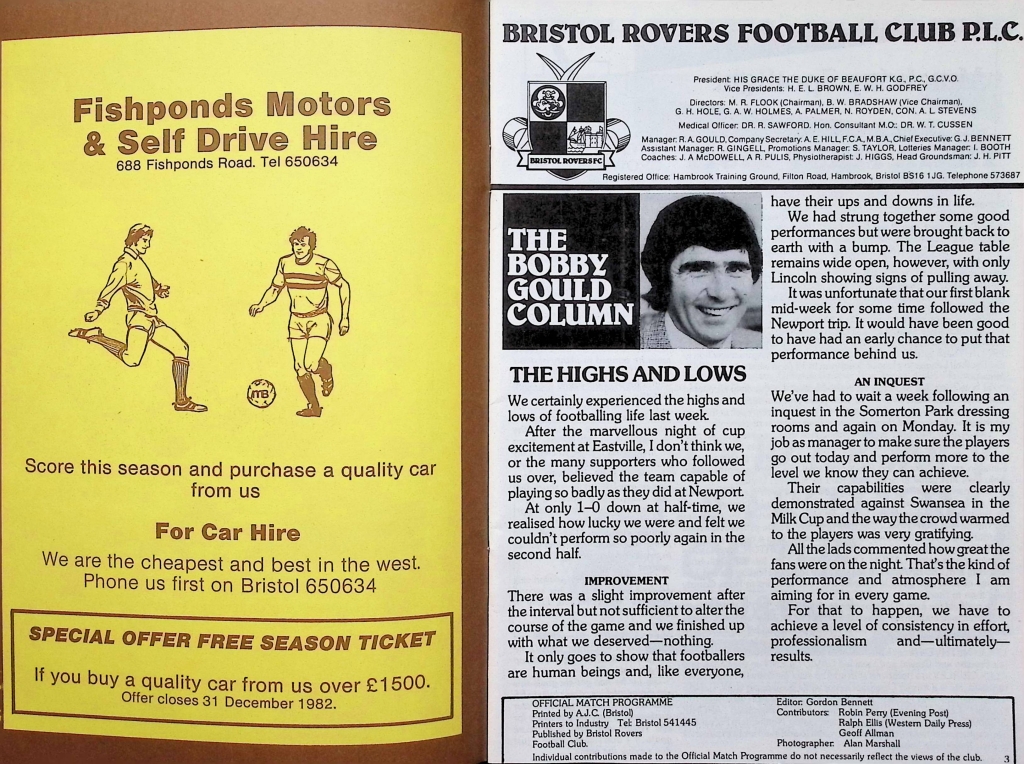 Fishponds Motors
& Self Drive Hire
688 Fishponds Road. Tel 650634
MB
Score this season and purchase a quality car
from us
For Car Hire
We are the cheapest and best in the west.
Phone us first on Bristol 650634
SPECIAL OFFER FREE SEASON TICKET
If you buy a quality car from us over £1500.
Offer closes 31 December 1982.
BRISTOL ROVERS FOOTBALL CLUB P.L.C.
BRISTOL ROVERS FC
President: HIS GRACE THE DUKE OF BEAUFORT K.G., P.C., G.C.V.O.
Vice Presidents: H. E. L. BROWN, E. W. H. GODFREY
Directors: M. R. FLOOK (Chairman), B. W. BRADSHAW (Vice Chairman),
G. H. HOLE, G. A. W. HOLMES, A. PALMER, N. ROYDEN, CON. A. L. STEVENS
Medical Officer: DR. R. SAWFORD. Hon. Consultant M.O.: DR. W. T. CUSSEN
Manager: R. A. GOULD, Company Secretary: A. E. HILL, F.C.A., M.B.A., Chief Executive: G. J. BENNETT
Assistant Manager: R. GINGELL, Promotions Manager: S. TAYLOR, Lotteries Manager: I. BOOTH
Coaches: J. A McDOWELL, A R. PULIS, Physiotherapist: J. HIGGS, Head Groundsman: J. H. PITT
Registered Office: Hambrook Training Ground, Filton Road, Hambrook, Bristol BS16 1JG. Telephone 573687
THE
BOBBY
GOULD
COLUMN
THE HIGHS AND LOWS
We certainly experienced the highs and
lows of footballing life last week.
After the marvellous night of cup
excitement at Eastville, I don't think we,
or the many supporters who followed
us over, believed the team capable of
playing so badly as they did at Newport.
At only 1–0 down at half-time, we
realised how lucky we were and felt we
couldn't perform so poorly again in the
second half.
IMPROVEMENT
There was a slight improvement after
the interval but not sufficient to alter the
course of the game and we finished up
with what we deserved—nothing.
It only goes to show that footballers
are human beings and, like everyone,
have their ups and downs in life.
We had strung together some good
performances but were brought back to
earth with a bump. The League table
remains wide open, however, with only
Lincoln showing signs of pulling away.
It was unfortunate that our first blank
mid-week for some time followed the
Newport trip. It would have been good
to have had an early chance to put that
performance behind us.
AN INQUEST
We've had to wait a week following an
inquest in the Somerton Park dressing
rooms and again on Monday. It is my
job as manager to make sure the players
go out today and perform more to the
level we know they can achieve.
Their capabilities were clearly
demonstrated against Swansea in the
Milk Cup and the way the crowd warmed
to the players was very gratifying.
All the lads commented how great the
fans were on the night. That's the kind of
performance and atmosphere I am
aiming for in every game.
For that to happen, we have to
achieve a level of consistency in effort,
professionalism and—ultimately—
results.
OFFICIAL MATCH PROGRAMME
Printed by A.J.C. (Bristol)
Printers to Industry Tel: Bristol 541445
Published by Bristol Rovers
Football Club.
Editor: Gordon Bennett
Contributors: Robin Perry (Evening Post)
Ralph Ellis (Western Daily Press)
Geoff Allman
Photographer: Alan Marshall
Individual contributions made to the Official Match Programme do not necessarily reflect the views of the club.
3